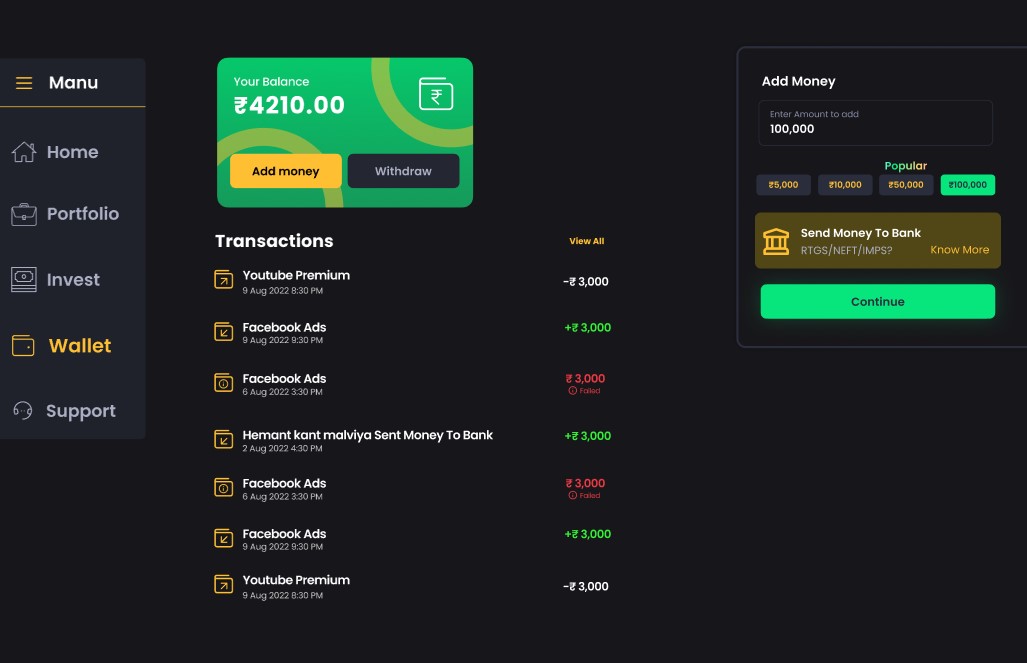 Manu
Home
Portfolio
Invest
Wallet
Support
Your Balance
₹4210.00
Add money
Withdraw
Transactions
View All
Youtube Premium
-₹ 3,000
9 Aug 2022 8:30 PM
Facebook Ads
+₹ 3,000
9 Aug 2022 9:30 PM
Facebook Ads
₹ 3,000
6 Aug 2022 3:30 PM
Failed
Hemant kant malviya Sent Money To Bank
+₹ 3,000
2 Aug 2022 4:30 PM
Facebook Ads
₹ 3,000
6 Aug 2022 3:30 PM
Failed
Facebook Ads
+₹ 3,000
9 Aug 2022 9:30 PM
Youtube Premium
-₹ 3,000
9 Aug 2022 8:30 PM
Add Money
Enter Amount to add
100,000
Popular
₹5,000
₹10,000
₹50,000
₹100,000
Send Money To Bank
RTGS/NEFT/IMPS?
Know More
Continue